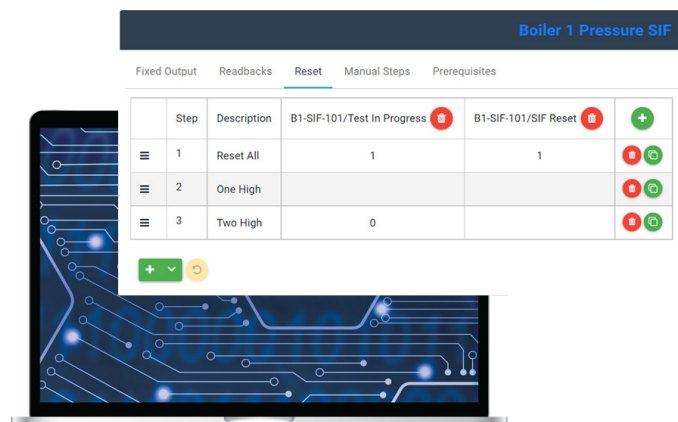 Boiler 1 Pressure SIF
Fixed Output Readbacks Reset Manual Steps Prerequisites
Step Description B1-SIF-101/Test In Progress B1-SIF-101/SIF Reset
1 Reset All 1 1
2 One High
3 Two High 0